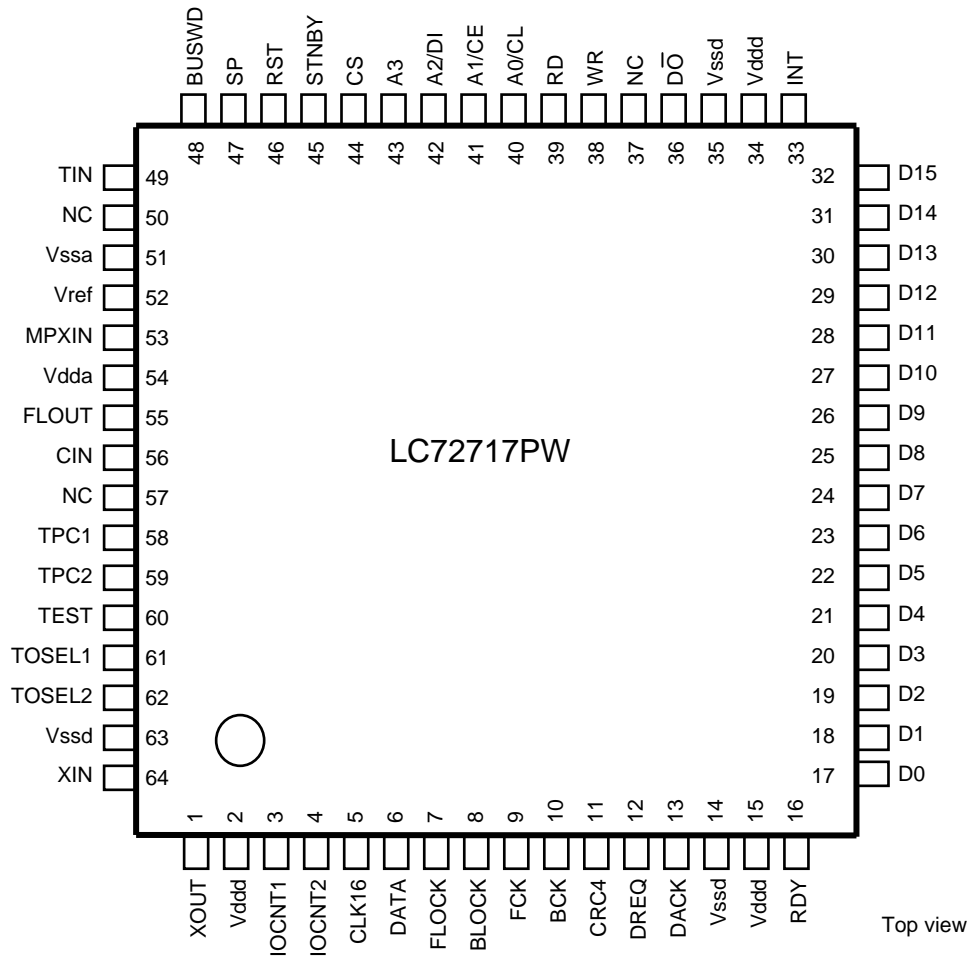 BUSWD
SP
RST
STNBY
CS
A3
A2/DI
A1/CE
A0/CL
RD
WR
NC
D̅O̅
Vssd
Vddd
INT
48
47
46
45
44
43
42
41
40
39
38
37
36
35
34
33
TIN 49 32 D15
NC 50 31 D14
Vssa 51 30 D13
Vref 52 29 D12
MPXIN 53 28 D11
Vdda 54 27 D10
FLOUT 55 26 D9
CIN 56 25 D8
NC 57 24 D7
TPC1 58 23 D6
TPC2 59 22 D5
TEST 60 21 D4
TOSEL1 61 20 D3
TOSEL2 62 19 D2
Vssd 63 18 D1
XIN 64 17 D0
LC72717PW
1
2
3
4
5
6
7
8
9
10
11
12
13
14
15
16
XOUT
Vddd
IOCNT1
IOCNT2
CLK16
DATA
FLOCK
BLOCK
FCK
BCK
CRC4
DREQ
DACK
Vssd
Vddd
RDY
Top view